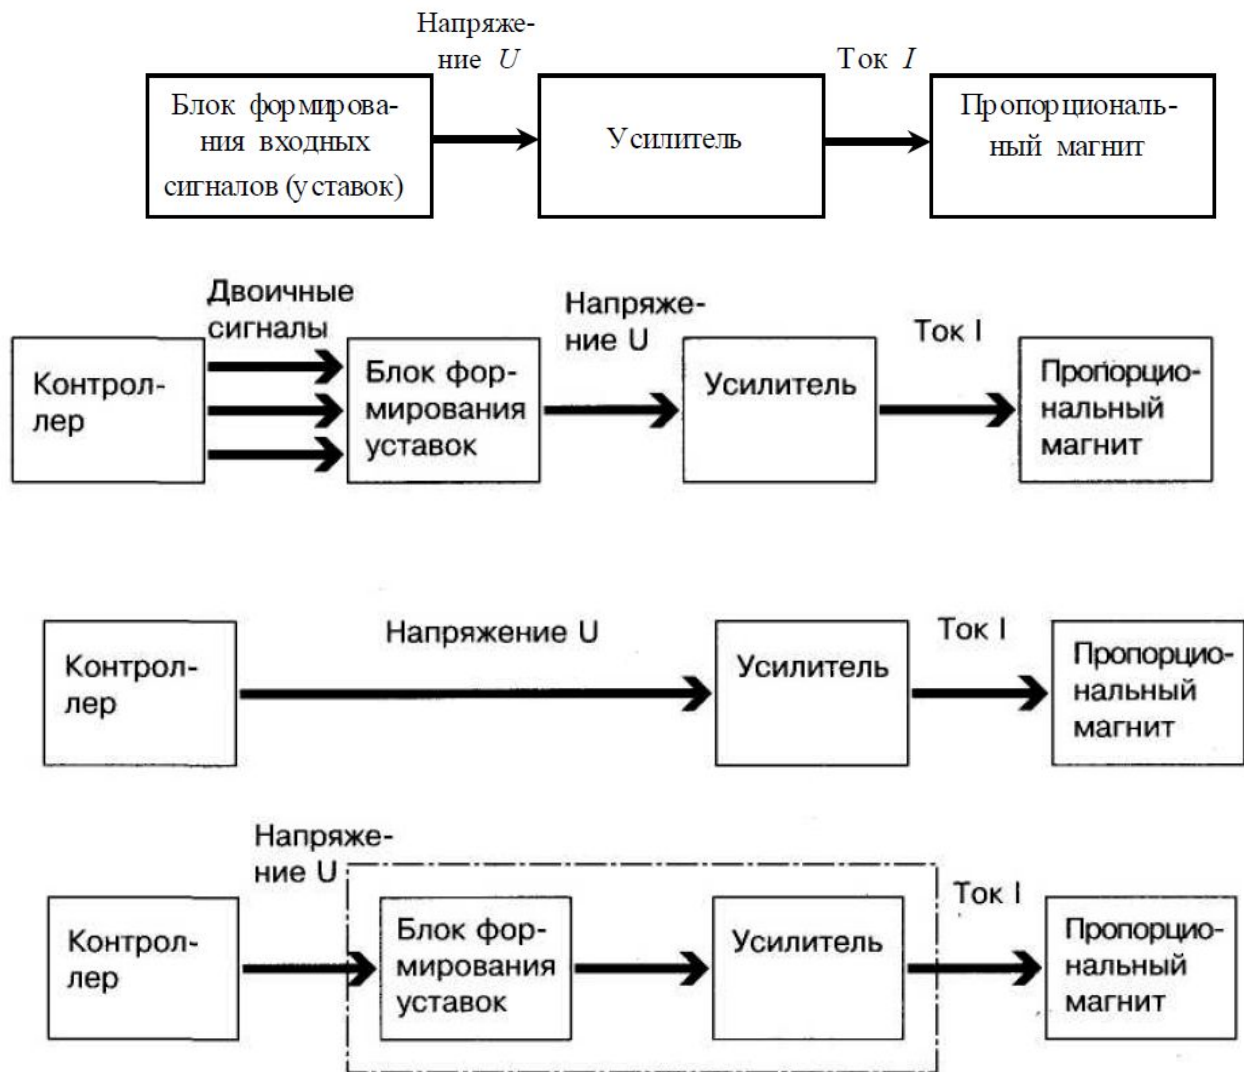 Напряже-
ние U
Ток I
Блок формирова-
ния входных
сигналов (уставок)
Усилитель
Пропорциональ-
ный магнит
Двоичные
сигналы
Напряже-
ние U
Ток I
Контрол-
лер
Блок фор-
мирования
уставок
Усилитель
Пропорцио-
нальный
магнит
Напряжение U
Ток I
Контрол-
лер
Усилитель
Пропорцио-
нальный
магнит
Напряже-
ние U
Ток I
Контрол-
лер
Блок фор-
мирования
уставок
Усилитель
Пропорцио-
нальный
магнит